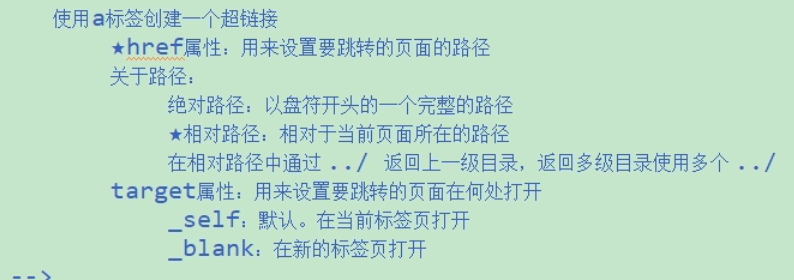 使用a标签创建一个超链接
★href属性：用来设置要跳转的页面的路径
关于路径：
绝对路径：以盘符开头的一个完整的路径
★相对路径：相对于当前页面所在的路径
在相对路径中通过 ../ 返回上一级目录，返回多级目录使用多个 ../
target属性：用来设置要跳转的页面在何处打开
_self：默认。在当前标签页打开
_blank：在新的标签页打开
-->